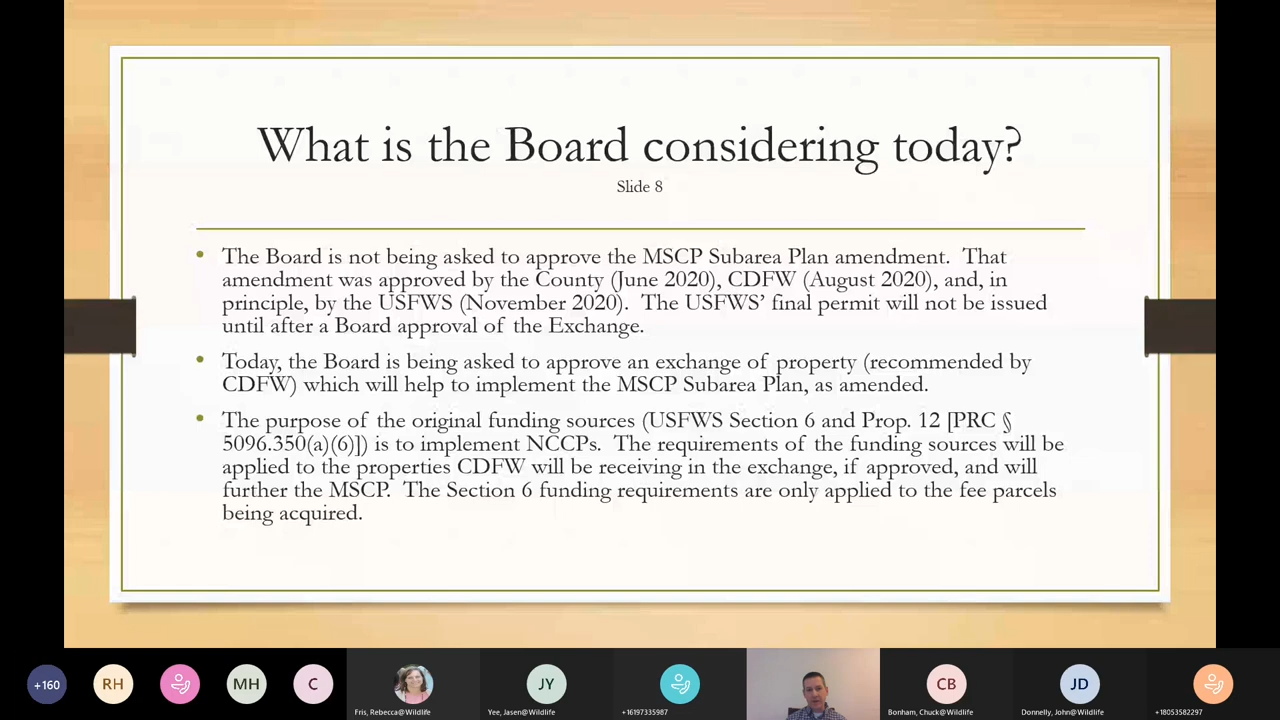 What is the Board considering today?
Slide 8
• The Board is not being asked to approve the MSCP Subarea Plan amendment.  That
amendment was approved by the County (June 2020), CDFW (August 2020), and, in
principle, by the USFWS (November 2020).  The USFWS’ final permit will not be issued
until after a Board approval of the Exchange.
• Today, the Board is being asked to approve an exchange of property (recommended by
CDFW) which will help to implement the MSCP Subarea Plan, as amended.
• The purpose of the original funding sources (USFWS Section 6 and Prop. 12 [PRC §
5096.350(a)(6)]) is to implement NCCPs.  The requirements of the funding sources will be
applied to the properties CDFW will be receiving in the exchange, if approved, and will
further the MSCP.  The Section 6 funding requirements are only applied to the fee parcels
being acquired.
+160 RH MH C JY CB JD
Fris, Rebecca@Wildlife Yee, Jasen@Wildlife +16197335987 Bonham, Chuck@Wildlife Donnelly, John@Wildlife +18053582297